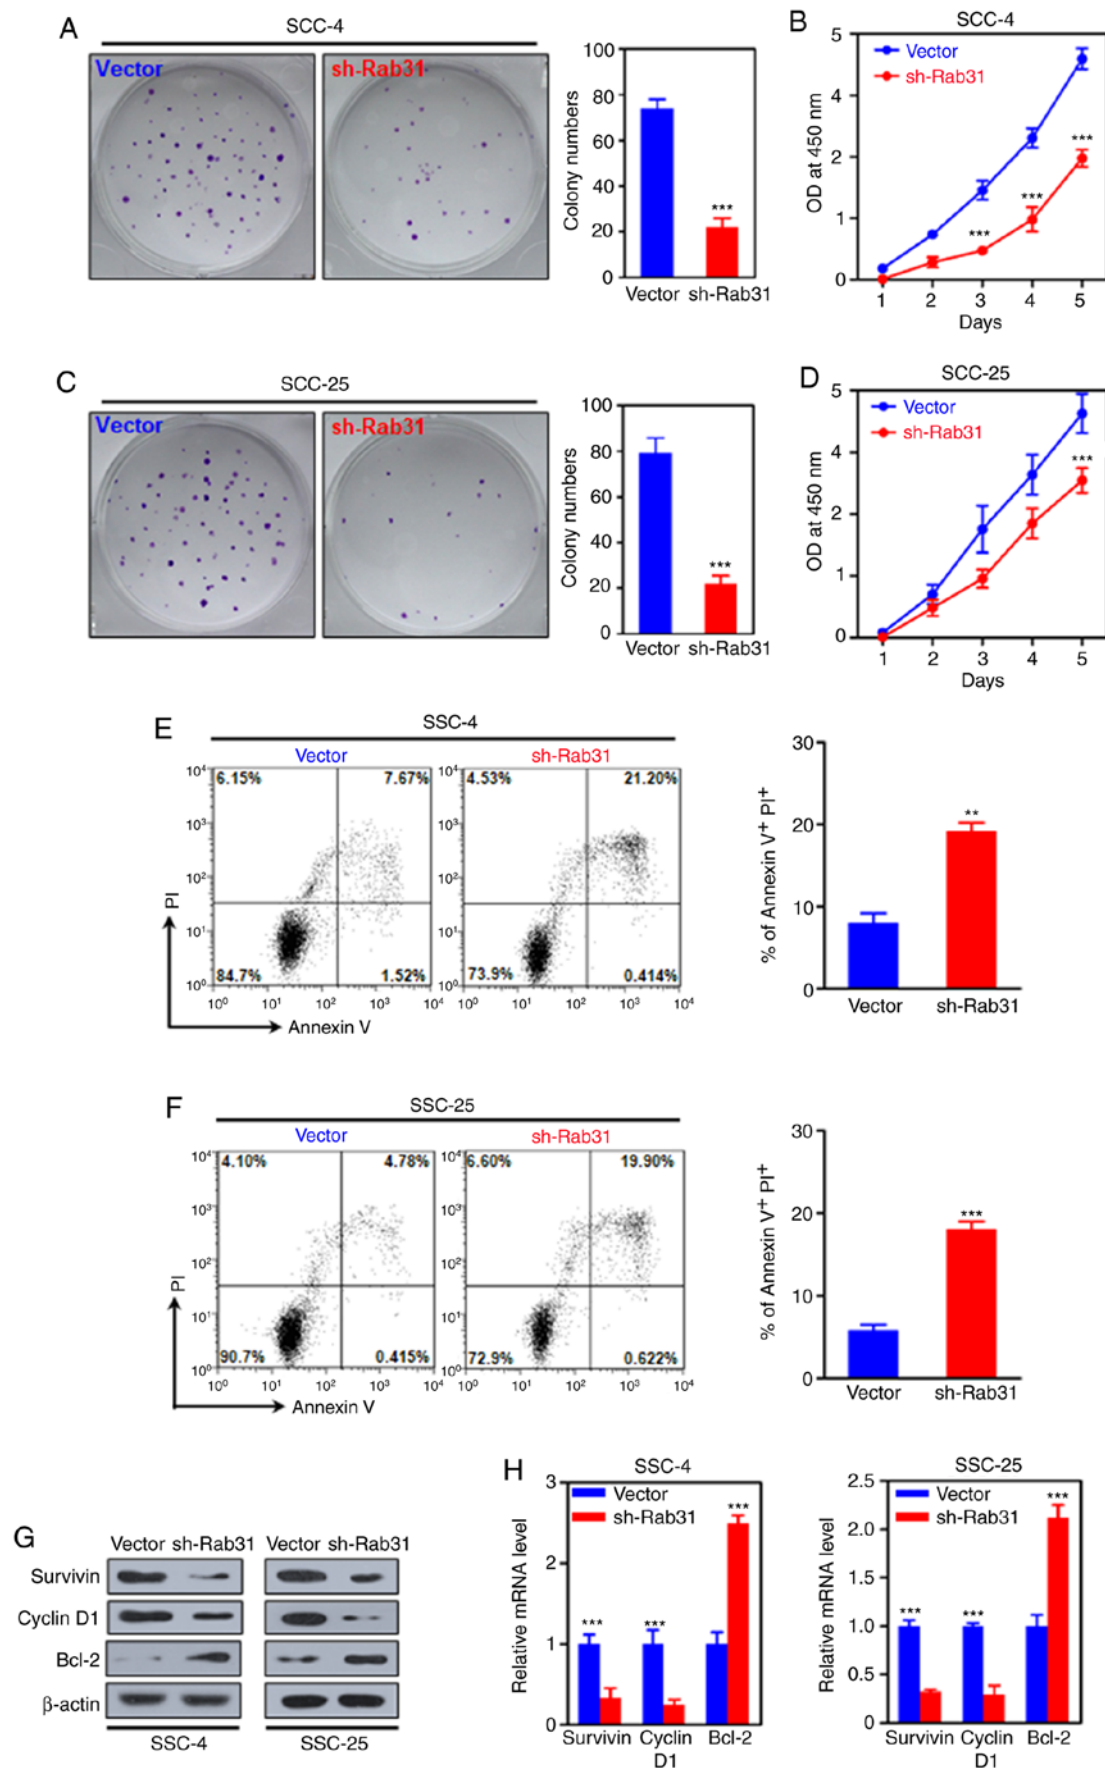 A
SCC-4
Vector
sh-Rab31
Colony numbers
100
80
60
40
20
0
***
Vector sh-Rab31
B
SCC-4
Vector
sh-Rab31
OD at 450 nm
5
4
2
1
0
***
***
***
1 2 3 4 5
Days
C
SCC-25
Vector
sh-Rab31
Colony numbers
100
80
60
40
20
0
***
Vector sh-Rab31
D
SCC-25
Vector
sh-Rab31
OD at 450 nm
5
4
2
1
0
***
1 2 3 4 5
Days
E
SSC-4
Vector
sh-Rab31
10⁴
10³
10²
10¹
10⁰
6.15% 7.67%
84.7% 1.52%
10⁰ 10¹ 10² 10³ 10⁴
10⁴
10³
10²
10¹
10⁰
4.53% 21.20%
73.9% 0.414%
10⁰ 10¹ 10² 10³ 10⁴
PI
Annexin V
% of Annexin V⁺ PI⁺
30
20
10
0
**
Vector sh-Rab31
F
SSC-25
Vector
sh-Rab31
10⁴
10³
10²
10¹
10⁰
4.10% 4.78%
90.7% 0.415%
10⁰ 10¹ 10² 10³ 10⁴
10⁴
10³
10²
10¹
10⁰
6.60% 19.90%
72.9% 0.622%
10⁰ 10¹ 10² 10³ 10⁴
PI
Annexin V
% of Annexin V⁺ PI⁺
30
20
10
0
***
Vector sh-Rab31
G
Vector sh-Rab31 Vector sh-Rab31
Survivin
Cyclin D1
Bcl-2
β-actin
SSC-4 SSC-25
H
SSC-4
Vector
sh-Rab31
Relative mRNA level
3
2
1
0
*** *** ***
Survivin Cyclin Bcl-2
D1
SSC-25
Vector
sh-Rab31
Relative mRNA level
2.5
2.0
1.5
1.0
0.5
0
*** *** ***
Survivin Cyclin Bcl-2
D1